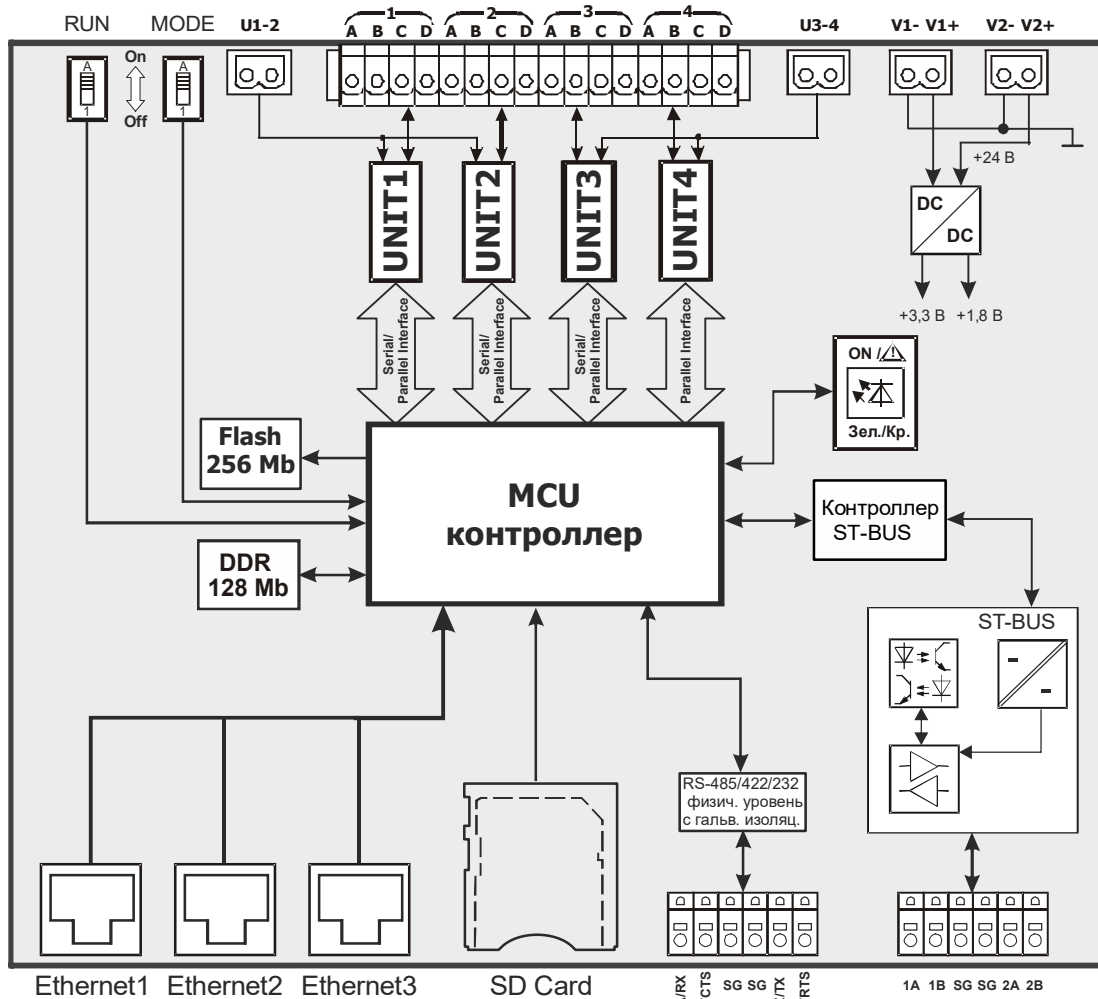 RUN
MODE
U1-2
1 2 3 4
A B C D A B C D A B C D A B C D
U3-4
V1- V1+
V2- V2+
On
Off
A
1
A
1
+24 В
DC
DC
+3,3 В
+1,8 В
UNIT1
UNIT2
UNIT3
UNIT4
Serial/
Parallel Interface
Serial/
Parallel Interface
Serial/
Parallel Interface
Serial/
Parallel Interface
ON /
Зел./Кр.
Flash
256 Mb
MCU
контроллер
Контроллер
ST-BUS
DDR
128 Mb
ST-BUS
RS-485/422/232
физич. уровень
с гальв. изоляц.
Ethernet1
Ethernet2
Ethernet3
SD Card
/RX
/CTS
SG
SG
/TX
/RTS
1A 1B SG SG 2A 2B